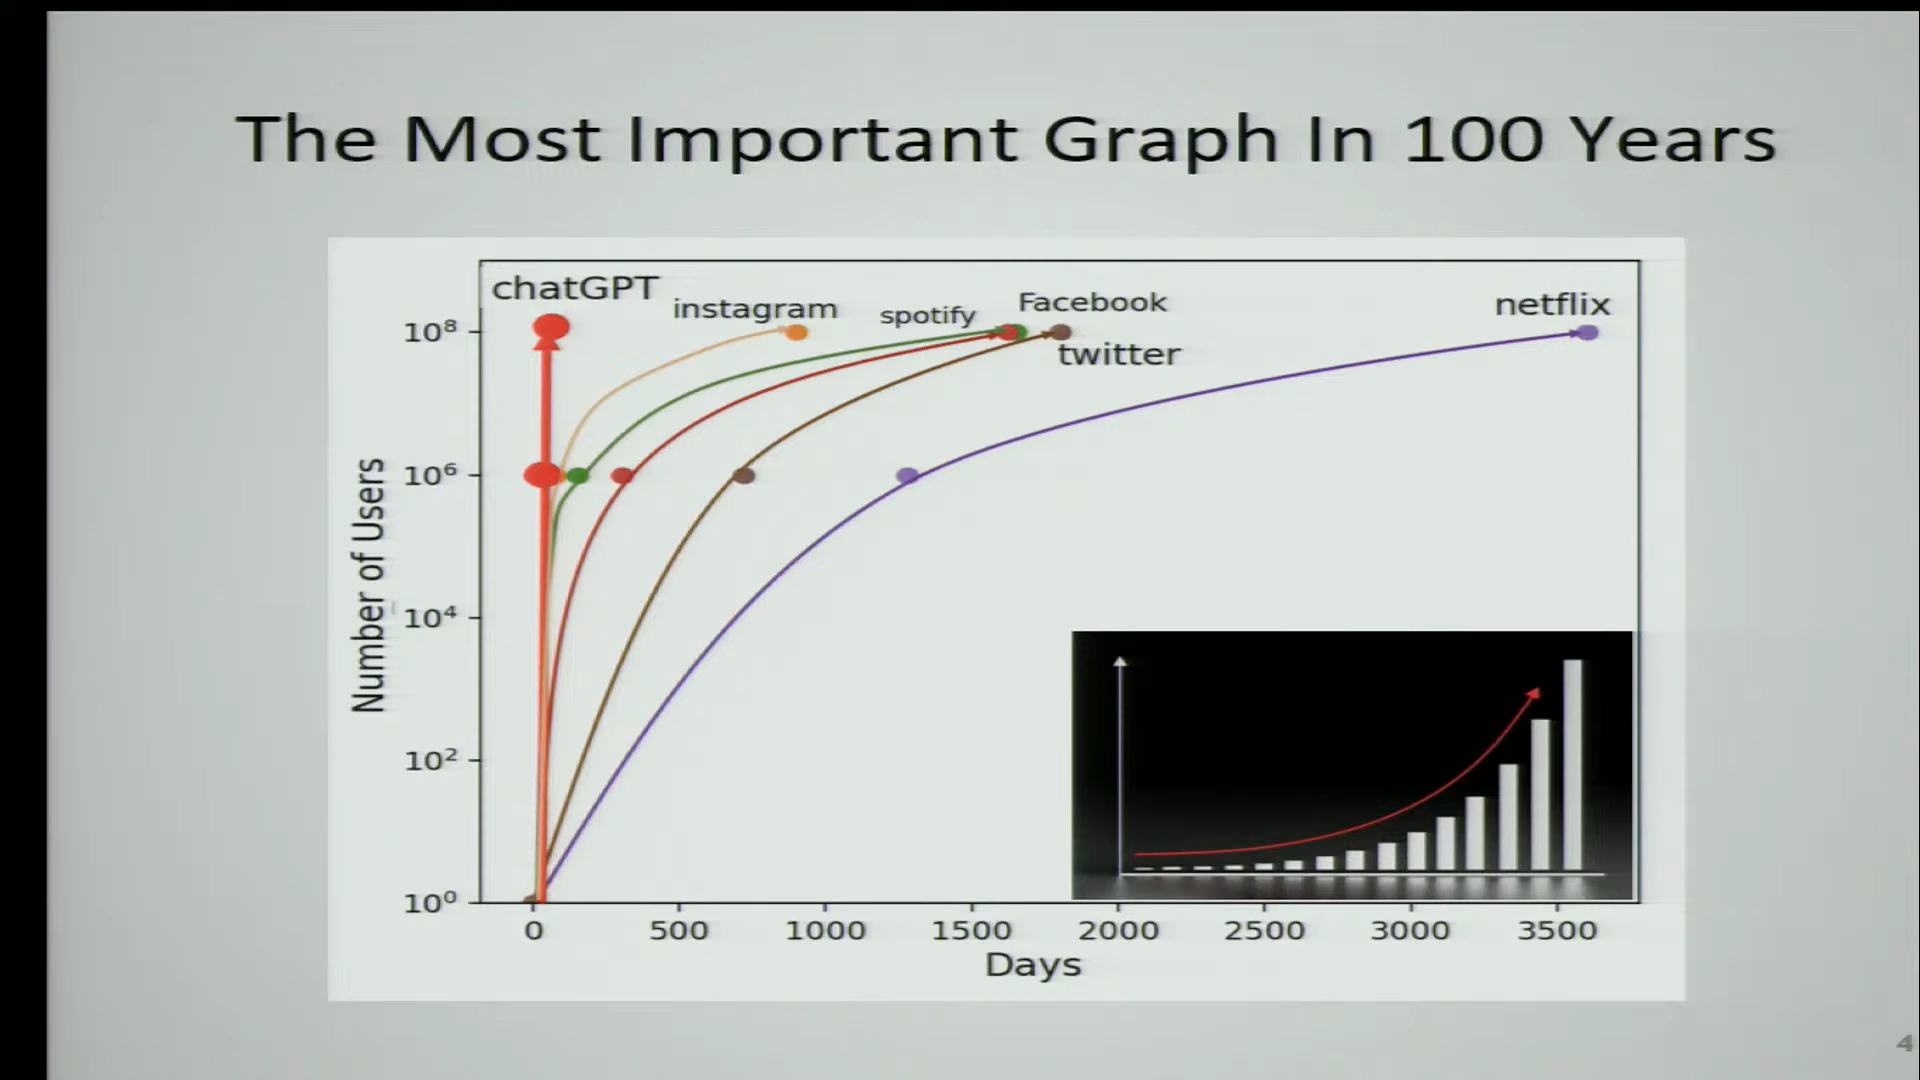 The Most Important Graph In 100 Years
chatGPT
instagram
spotify
Facebook
twitter
netflix
Number of Users
10⁸
10⁶
10⁴
10²
10⁰
0 500 1000 1500 2000 2500 3000 3500
Days
4